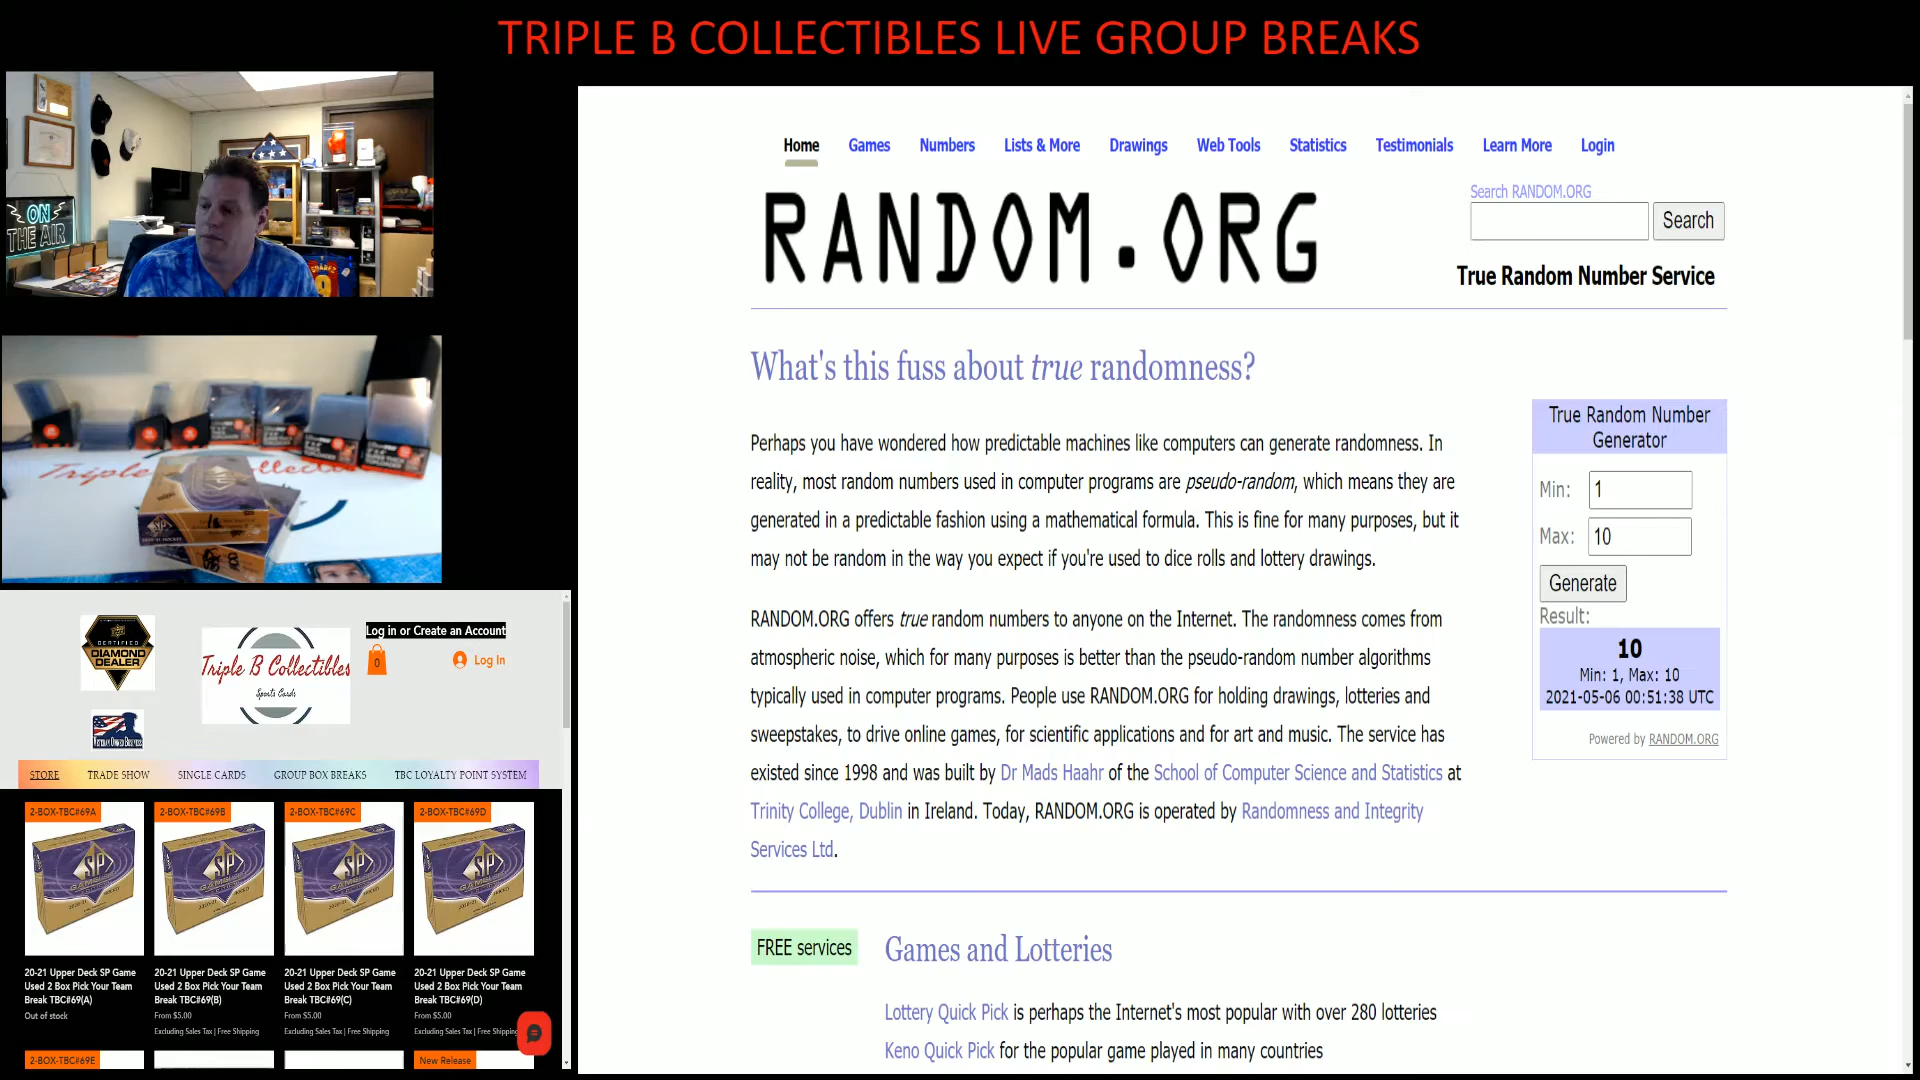 TRIPLE B COLLECTIBLES LIVE GROUP BREAKS
ON
THE AIR
Triple
Log in or Create an Account
CERTIFIED
DIAMOND
DEALER
Triple B Collectibles
Sports Cards
0
Log In
VETERAN OWNED BUSINESS
STORE TRADE SHOW SINGLE CARDS GROUP BOX BREAKS TBC LOYALTY POINT SYSTEM
2-BOX-TBC#69A 2-BOX-TBC#69B 2-BOX-TBC#69C 2-BOX-TBC#69D
20-21 Upper Deck SP Game Used 2 Box Pick Your Team Break TBC#69(A)
Out of stock
20-21 Upper Deck SP Game Used 2 Box Pick Your Team Break TBC#69(B)
From $5.00
Excluding Sales Tax | Free Shipping
20-21 Upper Deck SP Game Used 2 Box Pick Your Team Break TBC#69(C)
From $5.00
Excluding Sales Tax | Free Shipping
20-21 Upper Deck SP Game Used 2 Box Pick Your Team Break TBC#69(D)
From $5.00
Excluding Sales Tax | Free Shipping
2-BOX-TBC#69E New Release
Home Games Numbers Lists & More Drawings Web Tools Statistics Testimonials Learn More Login
RANDOM.ORG
Search RANDOM.ORG
Search
True Random Number Service
What's this fuss about true randomness?
Perhaps you have wondered how predictable machines like computers can generate randomness. In
reality, most random numbers used in computer programs are pseudo-random, which means they are
generated in a predictable fashion using a mathematical formula. This is fine for many purposes, but it
may not be random in the way you expect if you're used to dice rolls and lottery drawings.
RANDOM.ORG offers true random numbers to anyone on the Internet. The randomness comes from
atmospheric noise, which for many purposes is better than the pseudo-random number algorithms
typically used in computer programs. People use RANDOM.ORG for holding drawings, lotteries and
sweepstakes, to drive online games, for scientific applications and for art and music. The service has
existed since 1998 and was built by Dr Mads Haahr of the School of Computer Science and Statistics at
Trinity College, Dublin in Ireland. Today, RANDOM.ORG is operated by Randomness and Integrity
Services Ltd.
True Random Number
Generator
Min: 1
Max: 10
Generate
Result:
10
Min: 1, Max: 10
2021-05-06 00:51:38 UTC
Powered by RANDOM.ORG
FREE services
Games and Lotteries
Lottery Quick Pick is perhaps the Internet's most popular with over 280 lotteries
Keno Quick Pick for the popular game played in many countries